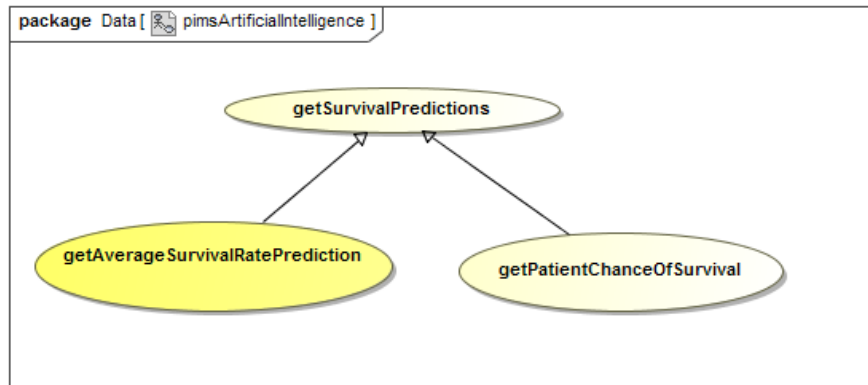 package Data [ pimsArtificialIntelligence ]
getSurvivalPredictions
getAverageSurvivalRatePrediction
getPatientChanceOfSurvival